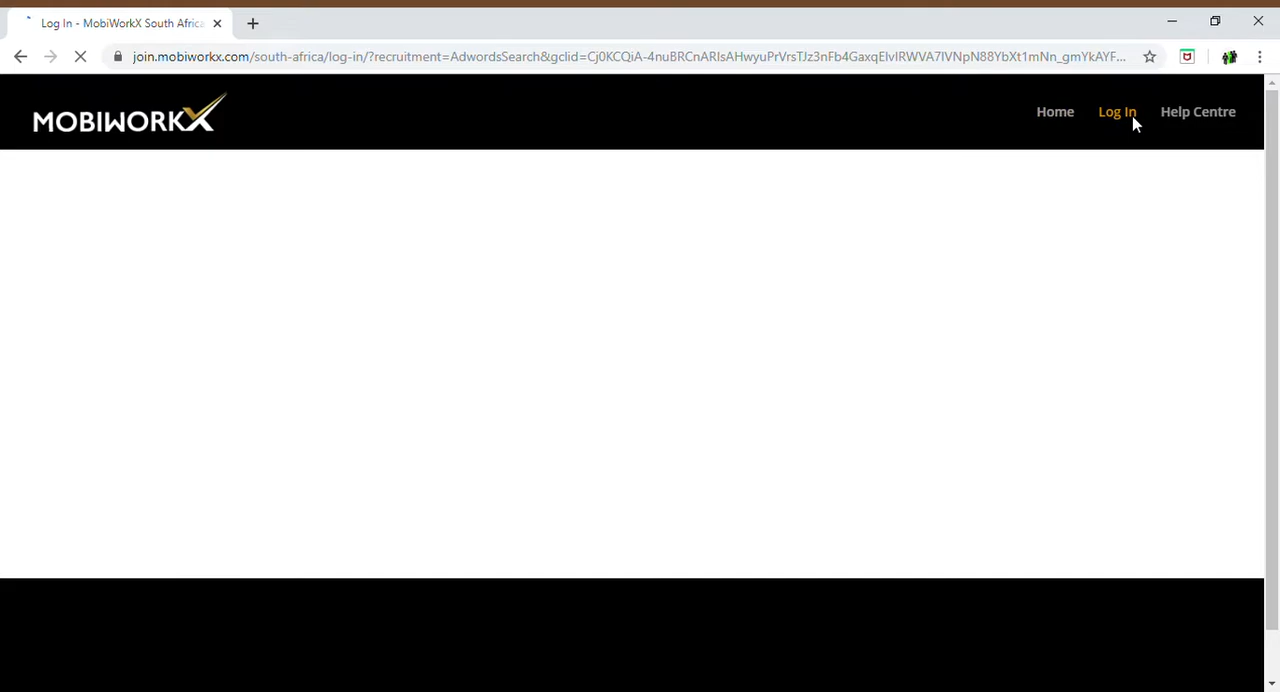 Log In - MobiWorkX South Africa
join.mobiworkx.com/south-africa/log-in/?recruitment=AdwordsSearch&gclid=Cj0KCQiA-4nuBRCnARIsAHwyuPrVrsTJz3nFb4GaxqElvIRWVA7lVNpN88YbXt1mNn_gmYkAYF...
MOBIWORKX
Home
Log In
Help Centre